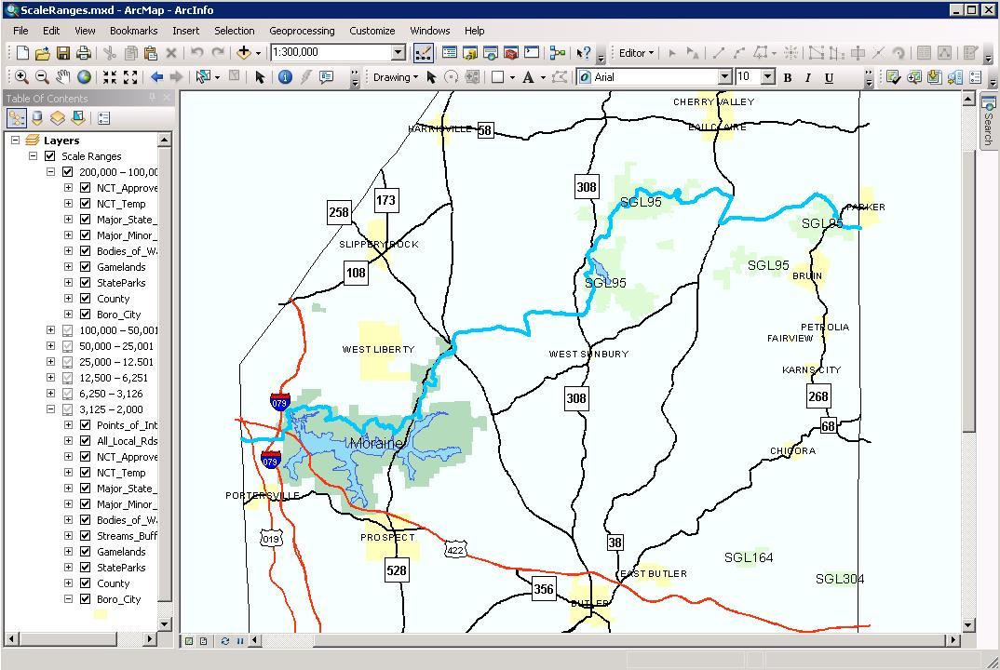 ScaleRanges.mxd - ArcMap - ArcInfo
File Edit View Bookmarks Insert Selection Geoprocessing Customize Windows Help
1:300,000 Editor
Drawing A Arial 10 B I U
Table Of Contents
Search
Layers
Scale Ranges
200,000 – 100,00
NCT_Approve
NCT_Temp
Major_State_
Major_Minor_
Bodies_of_Wa
Gamelands
StateParks
County
Boro_City
100,000 – 50,001
50,000 – 25,001
25,000 – 12.501
12,500 – 6,251
6,250 – 3,126
3,125 – 2,000
Points_of_Int
All_Local_Rds
NCT_Approve
NCT_Temp
Major_State_
Major_Minor_
Bodies_of_Wa
Streams_Buff
Gamelands
StateParks
County
Boro_City
CHERRY VALLEY
HARRISVILLE 58 EAU CLAIRE
308
173
258
SGL95
PARKER
SGL95
SLIPPERY ROCK
108
SGL95
BRUIN
SGL95
PETROLIA
FAIRVIEW
WEST LIBERTY
WEST SUNBURY
KARNS CITY
308
268
079
68
Moraine
CHICORA
079
PORTERSVILLE
019
PROSPECT
422
38
SGL164
528
EAST BUTLER
SGL304
356
BUTLER